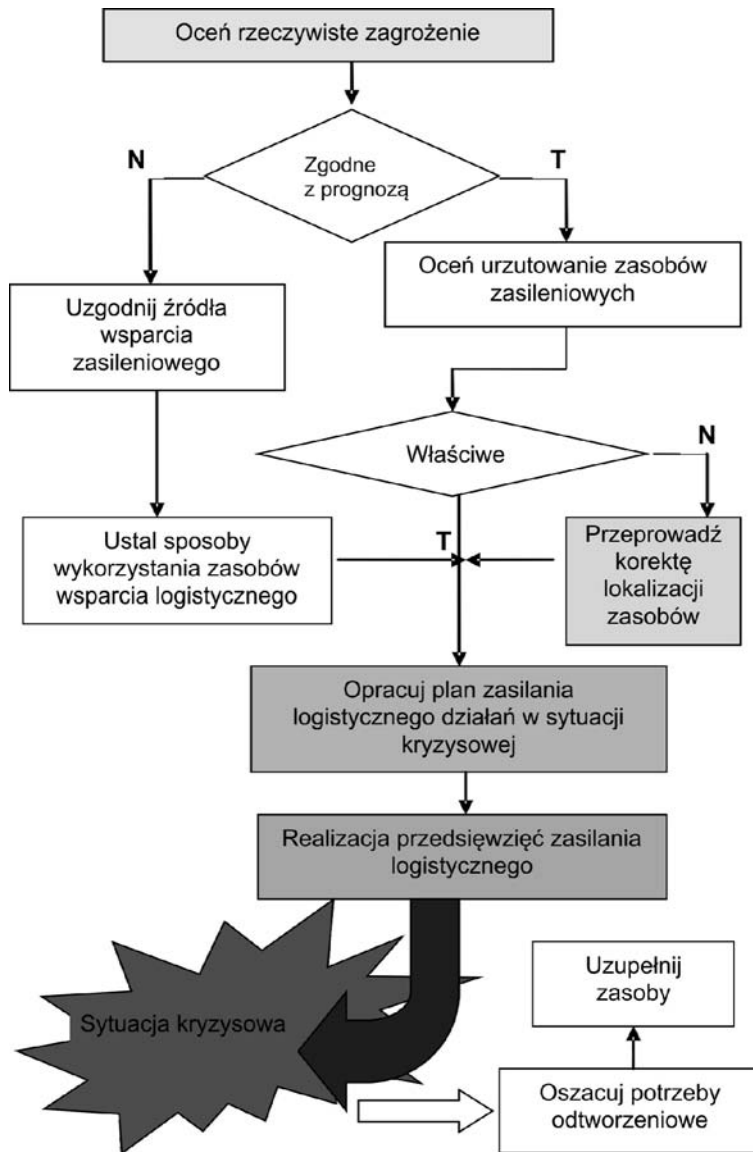 Oceń rzeczywiste zagrożenie
N
T
Zgodne
z prognozą
Oceń urzutowanie zasobów
zasileniowych
Uzgodnij źródła
wsparcia
zasileniowego
Właściwe
N
Ustal sposoby
wykorzystania zasobów
wsparcia logistycznego
T
Przeprowadź
korektę
lokalizacji
zasobów
Opracuj plan zasilania
logistycznego działań w sytuacji
kryzysowej
Realizacja przedsięwzięć zasilania
logistycznego
Uzupełnij
zasoby
Sytuacja kryzysowa
Oszacuj potrzeby
odtworzeniowe